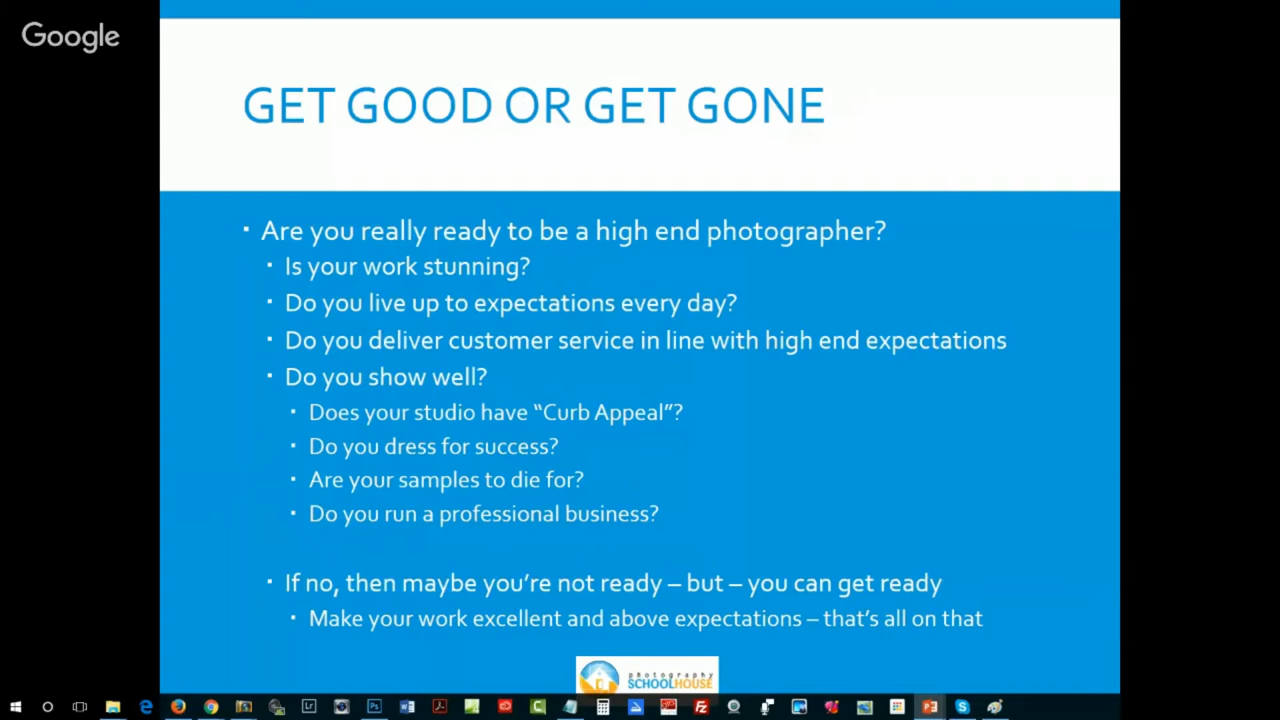 Google
GET GOOD OR GET GONE
Are you really ready to be a high end photographer?
Is your work stunning?
Do you live up to expectations every day?
Do you deliver customer service in line with high end expectations
Do you show well?
Does your studio have “Curb Appeal”?
Do you dress for success?
Are your samples to die for?
Do you run a professional business?
If no, then maybe you’re not ready – but – you can get ready
Make your work excellent and above expectations – that’s all on that
photography
SCHOOLHOUSE